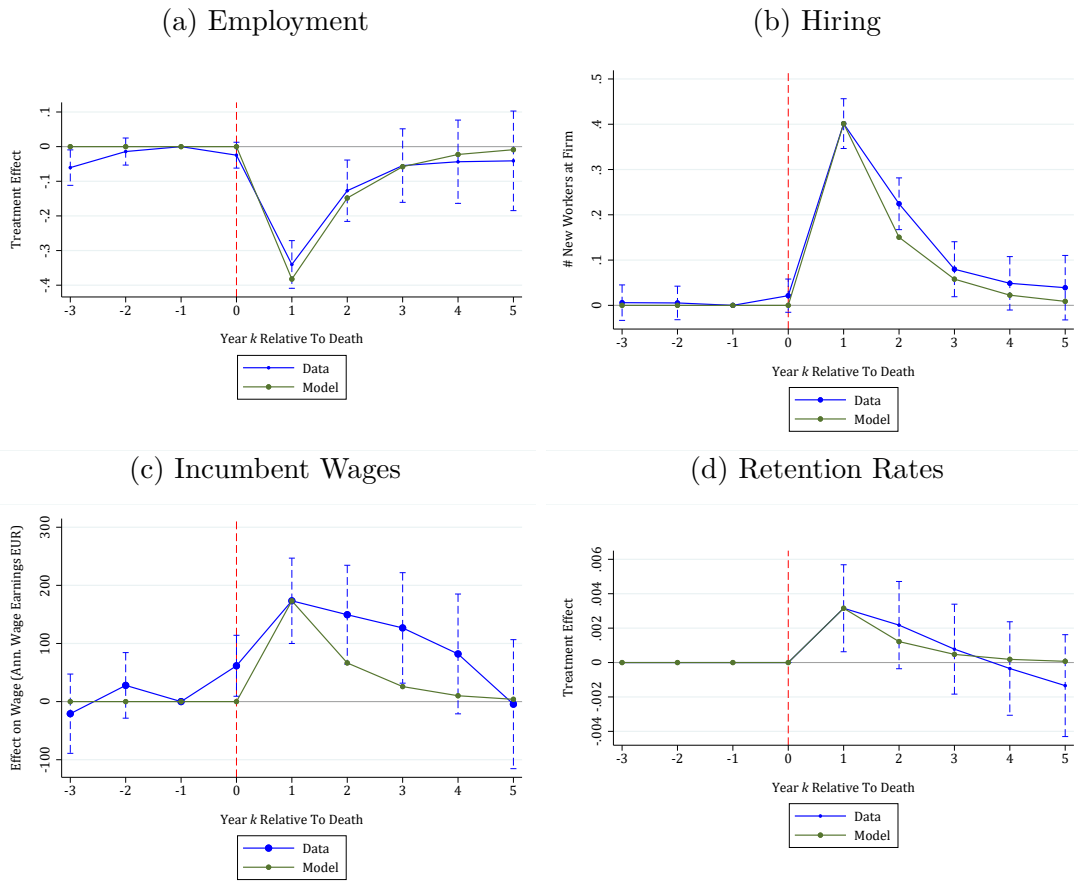 (a) Employment
Treatment Effect
.1
0
-.1
-.2
-.3
-.4
-3 -2 -1 0 1 2 3 4 5
Year k Relative To Death
Data
Model
(b) Hiring
# New Workers at Firm
.5
.4
.3
.2
.1
0
-3 -2 -1 0 1 2 3 4 5
Year k Relative To Death
Data
Model
(c) Incumbent Wages
Effect on Wage (Ann. Wage Earnings EUR)
300
200
100
0
-100
-3 -2 -1 0 1 2 3 4 5
Year k Relative To Death
Data
Model
(d) Retention Rates
Treatment Effect
.006
.004
.002
0
-.002
-.004
-3 -2 -1 0 1 2 3 4 5
Year k Relative To Death
Data
Model